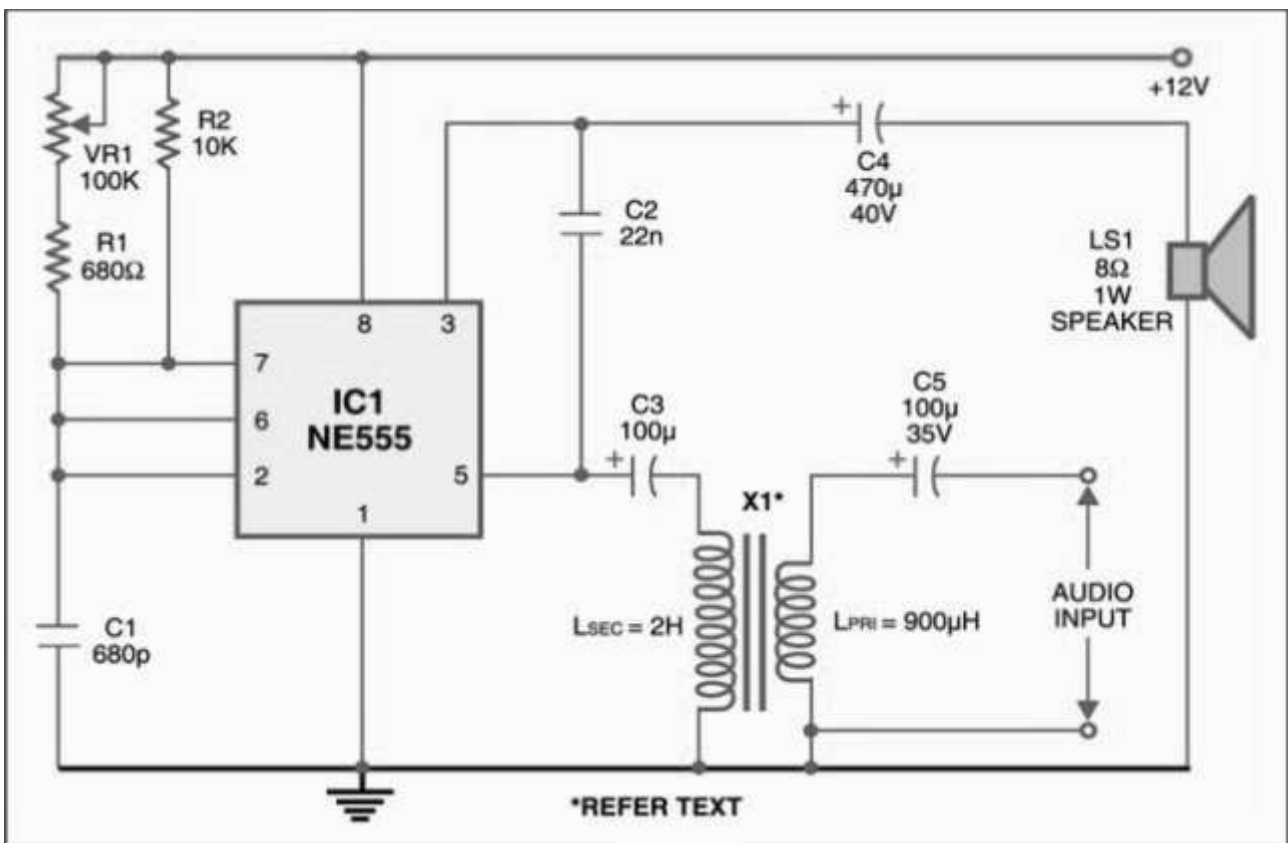 +12V
VR1
100K
R2
10K
R1
680Ω
C2
22n
+
C4
470µ
40V
LS1
8Ω
1W
SPEAKER
8
3
7
6
2
5
1
IC1
NE555
C3
100µ
+
C5
100µ
35V
+
X1*
LSEC = 2H
LPRI = 900µH
AUDIO
INPUT
C1
680p
*REFER TEXT